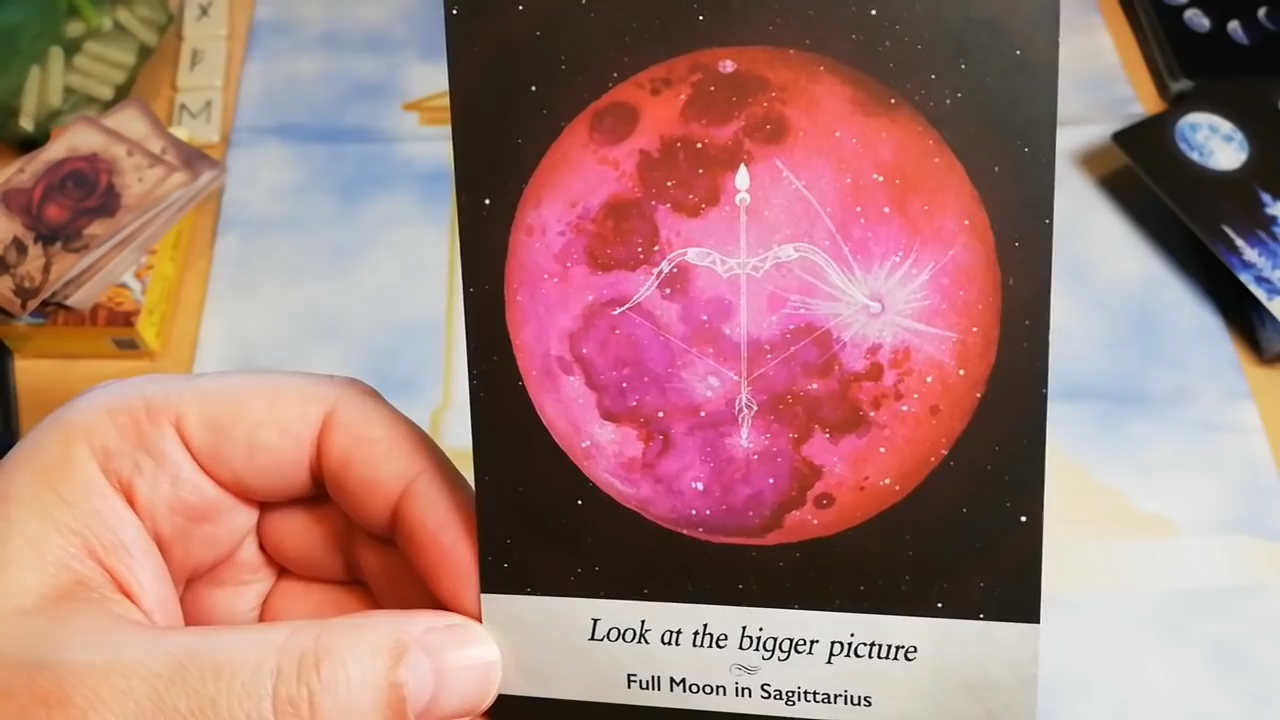 ᚷ
ᚨ
Look at the bigger picture
Full Moon in Sagittarius